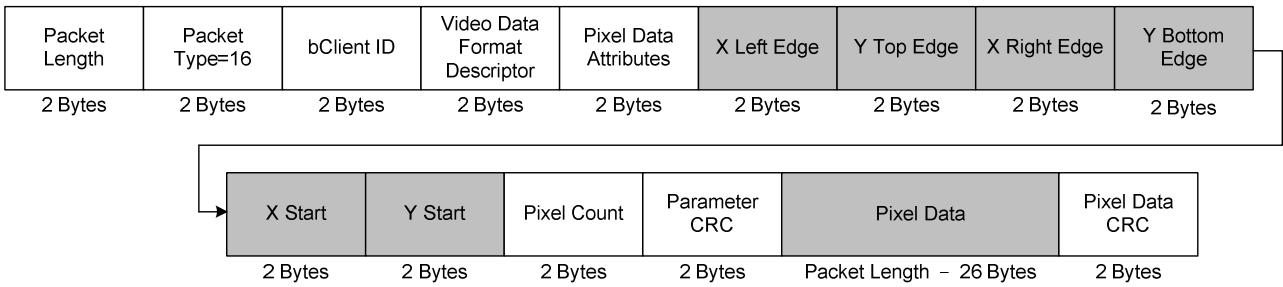 Packet Length
Packet Type=16
bClient ID
Video Data Format Descriptor
Pixel Data Attributes
X Left Edge
Y Top Edge
X Right Edge
Y Bottom Edge
2 Bytes
2 Bytes
2 Bytes
2 Bytes
2 Bytes
2 Bytes
2 Bytes
2 Bytes
2 Bytes
X Start
Y Start
Pixel Count
Parameter CRC
Pixel Data
Pixel Data CRC
2 Bytes
2 Bytes
2 Bytes
2 Bytes
Packet Length – 26 Bytes
2 Bytes